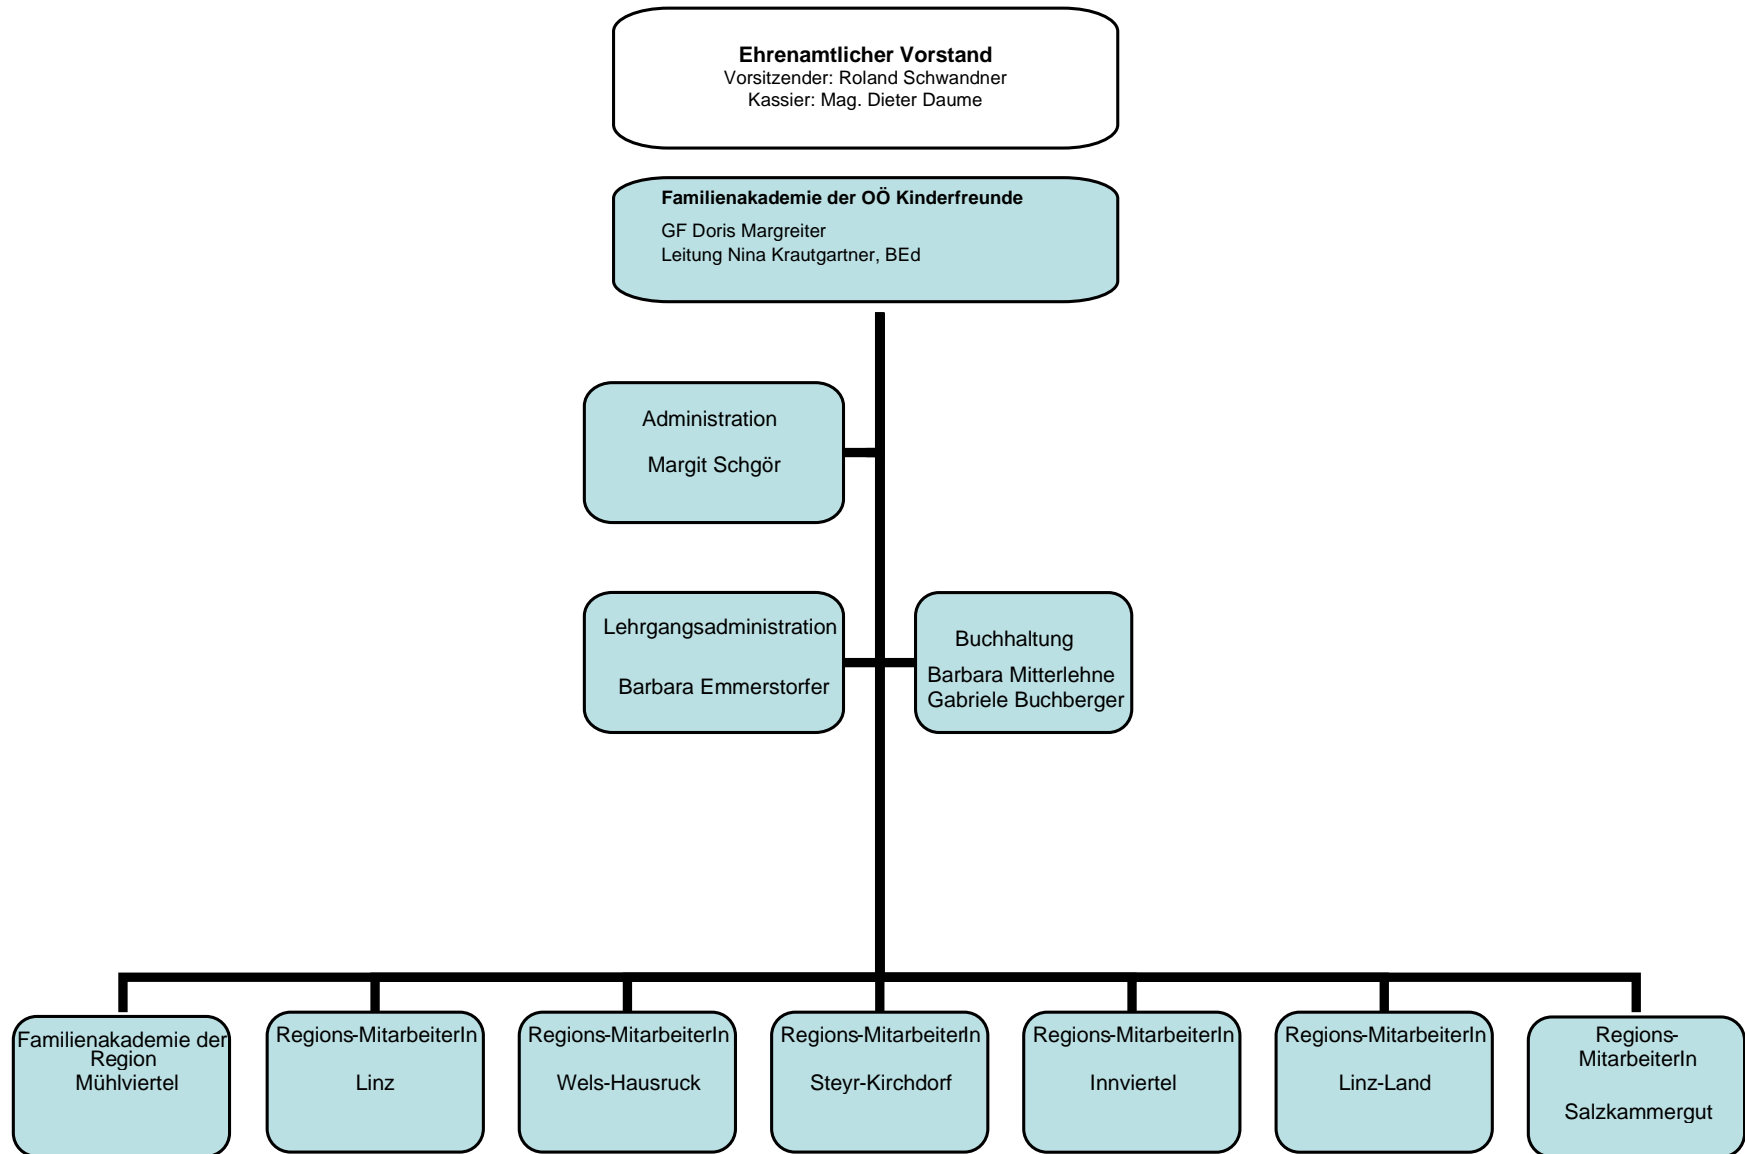 Ehrenamtlicher Vorstand
Vorsitzender: Roland Schwandner
Kassier: Mag. Dieter Daume
Familienakademie der OÖ Kinderfreunde
GF Doris Margreiter
Leitung Nina Krautgartner, BEd
Administration
Margit Schgör
Lehrgangsadministration
Barbara Emmerstorfer
Buchhaltung
Barbara Mitterlehne
Gabriele Buchberger
Familienakademie der
Region
Mühlviertel
Regions-MitarbeiterIn
Linz
Regions-MitarbeiterIn
Wels-Hausruck
Regions-MitarbeiterIn
Steyr-Kirchdorf
Regions-MitarbeiterIn
Innviertel
Regions-MitarbeiterIn
Linz-Land
Regions-
MitarbeiterIn
Salzkammergut